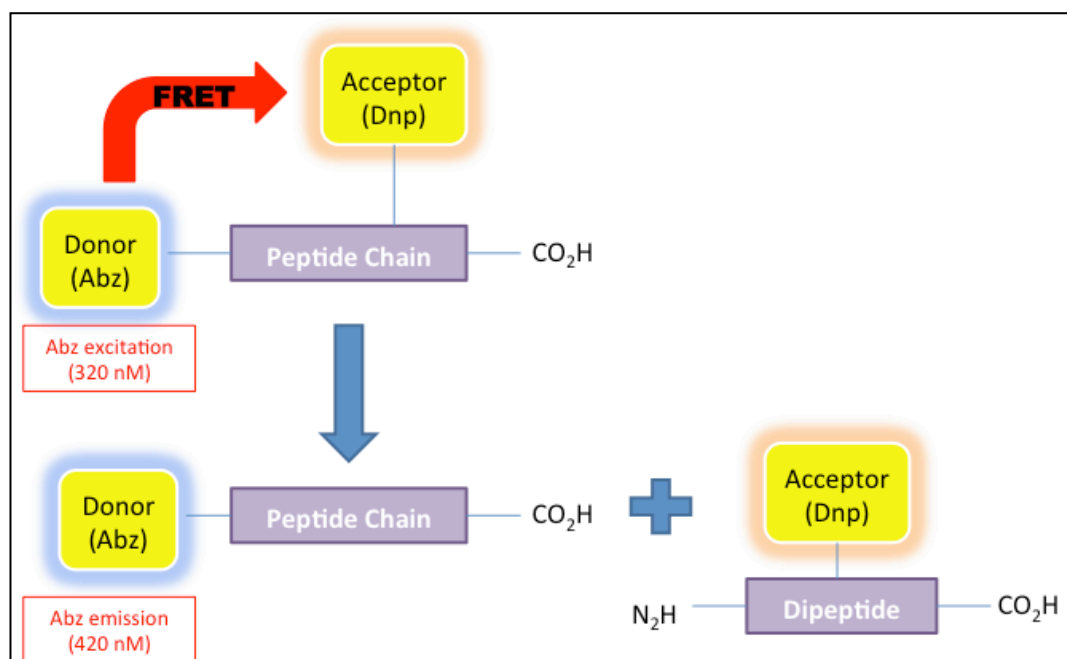 FRET
Acceptor
(Dnp)
Donor
(Abz)
Peptide Chain
CO₂H
Abz excitation
(320 nM)
Donor
(Abz)
Peptide Chain
CO₂H
Acceptor
(Dnp)
N₂H
Dipeptide
CO₂H
Abz emission
(420 nM)